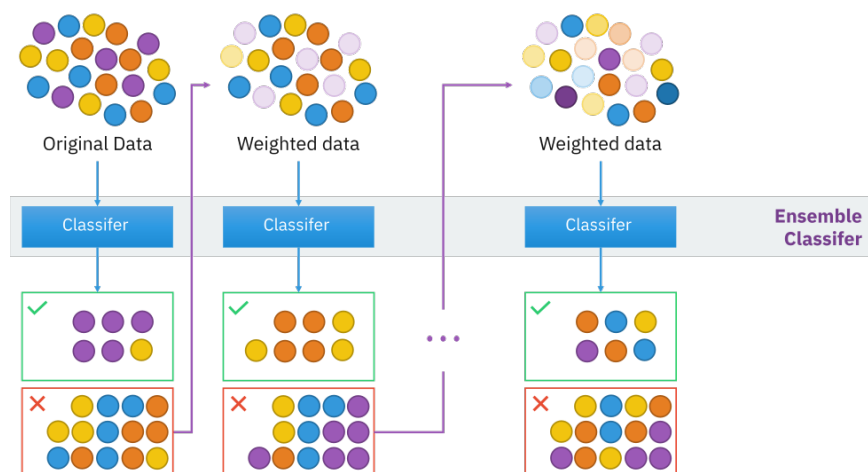 Original Data
Weighted data
Weighted data
Classifer
Classifer
Classifer
Ensemble
Classifer